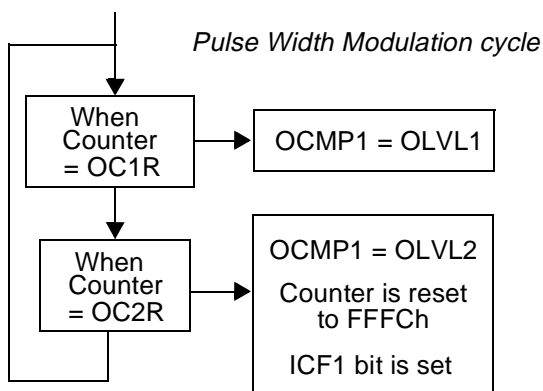 Pulse Width Modulation cycle
When
Counter
= OC1R
OCMP1 = OLVL1
When
Counter
= OC2R
OCMP1 = OLVL2
Counter is reset
to FFFCh
ICF1 bit is set